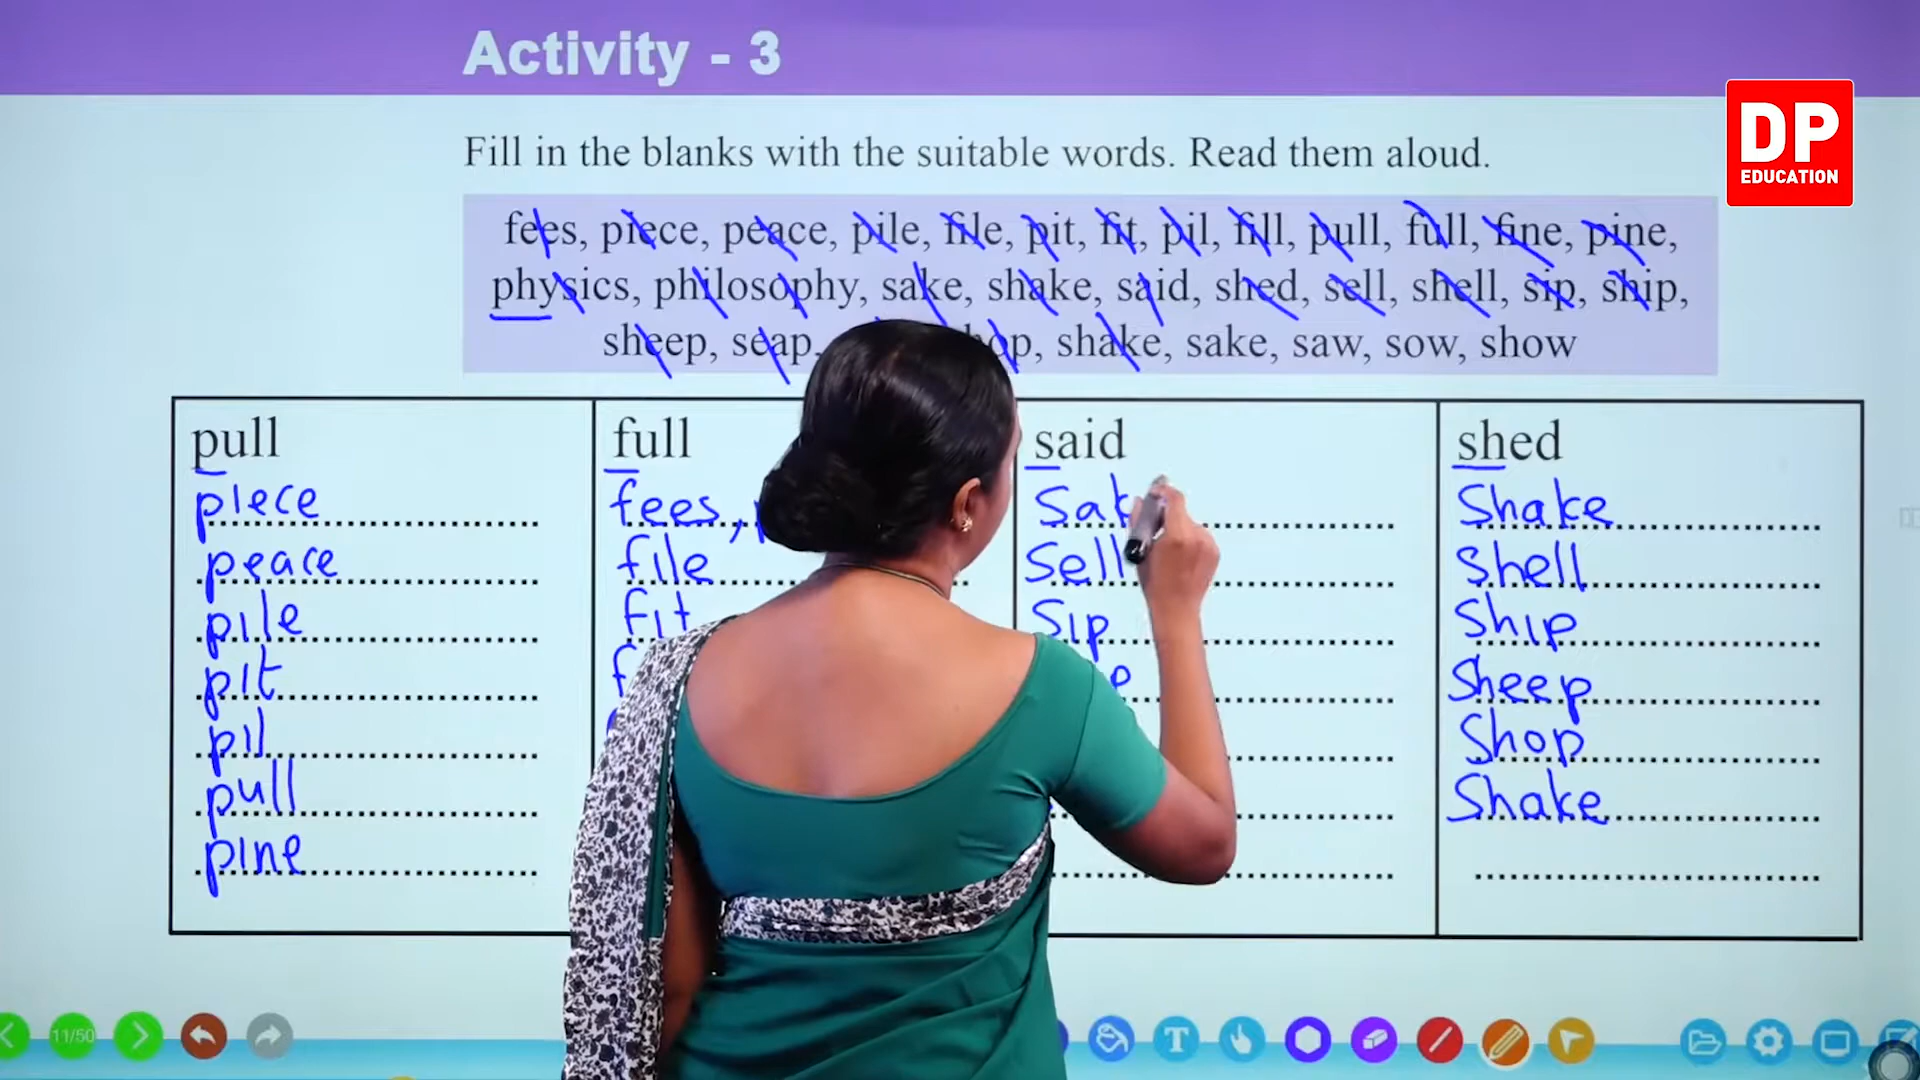 Activity - 3
DP
EDUCATION
Fill in the blanks with the suitable words. Read them aloud.
fees, piece, peace, pile, file, pit, fit, pil, fill, pull, full, fine, pine,
physics, philosophy, sake, shake, said, shed, sell, shell, sip, ship,
sheep, seap, shake, sake, saw, sow, show
pull full said shed
piece fees, Shake
peace file Sell Shell
pile fit Sip Ship
pit Sheep
pil Shop
pull Shake
pine
11/50